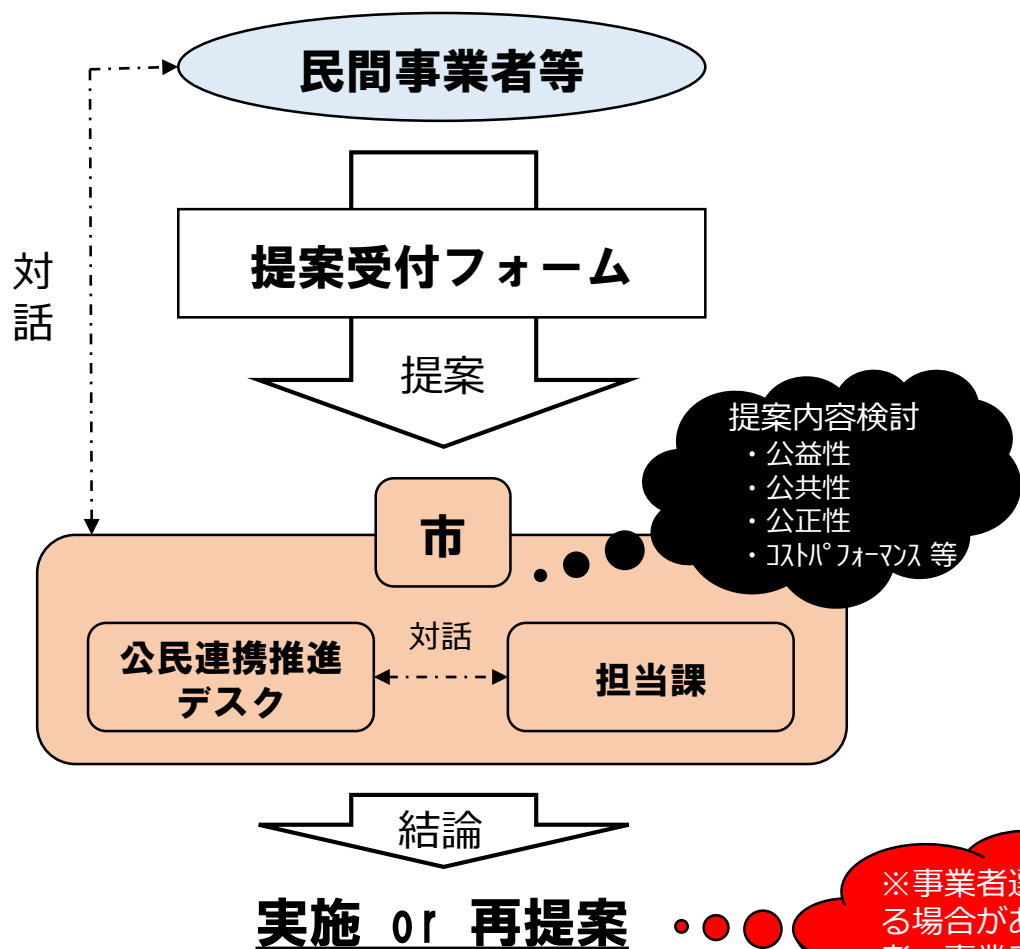 民間事業者等
提案受付フォーム
対話
提案
提案内容検討
・公益性
・公共性
・公正性
・ｺｽﾄﾊﾟﾌｫｰﾏﾝｽ 等
市
公民連携推進
デスク
対話
担当課
結論
実施 or 再提案
※事業者選
る場合があ